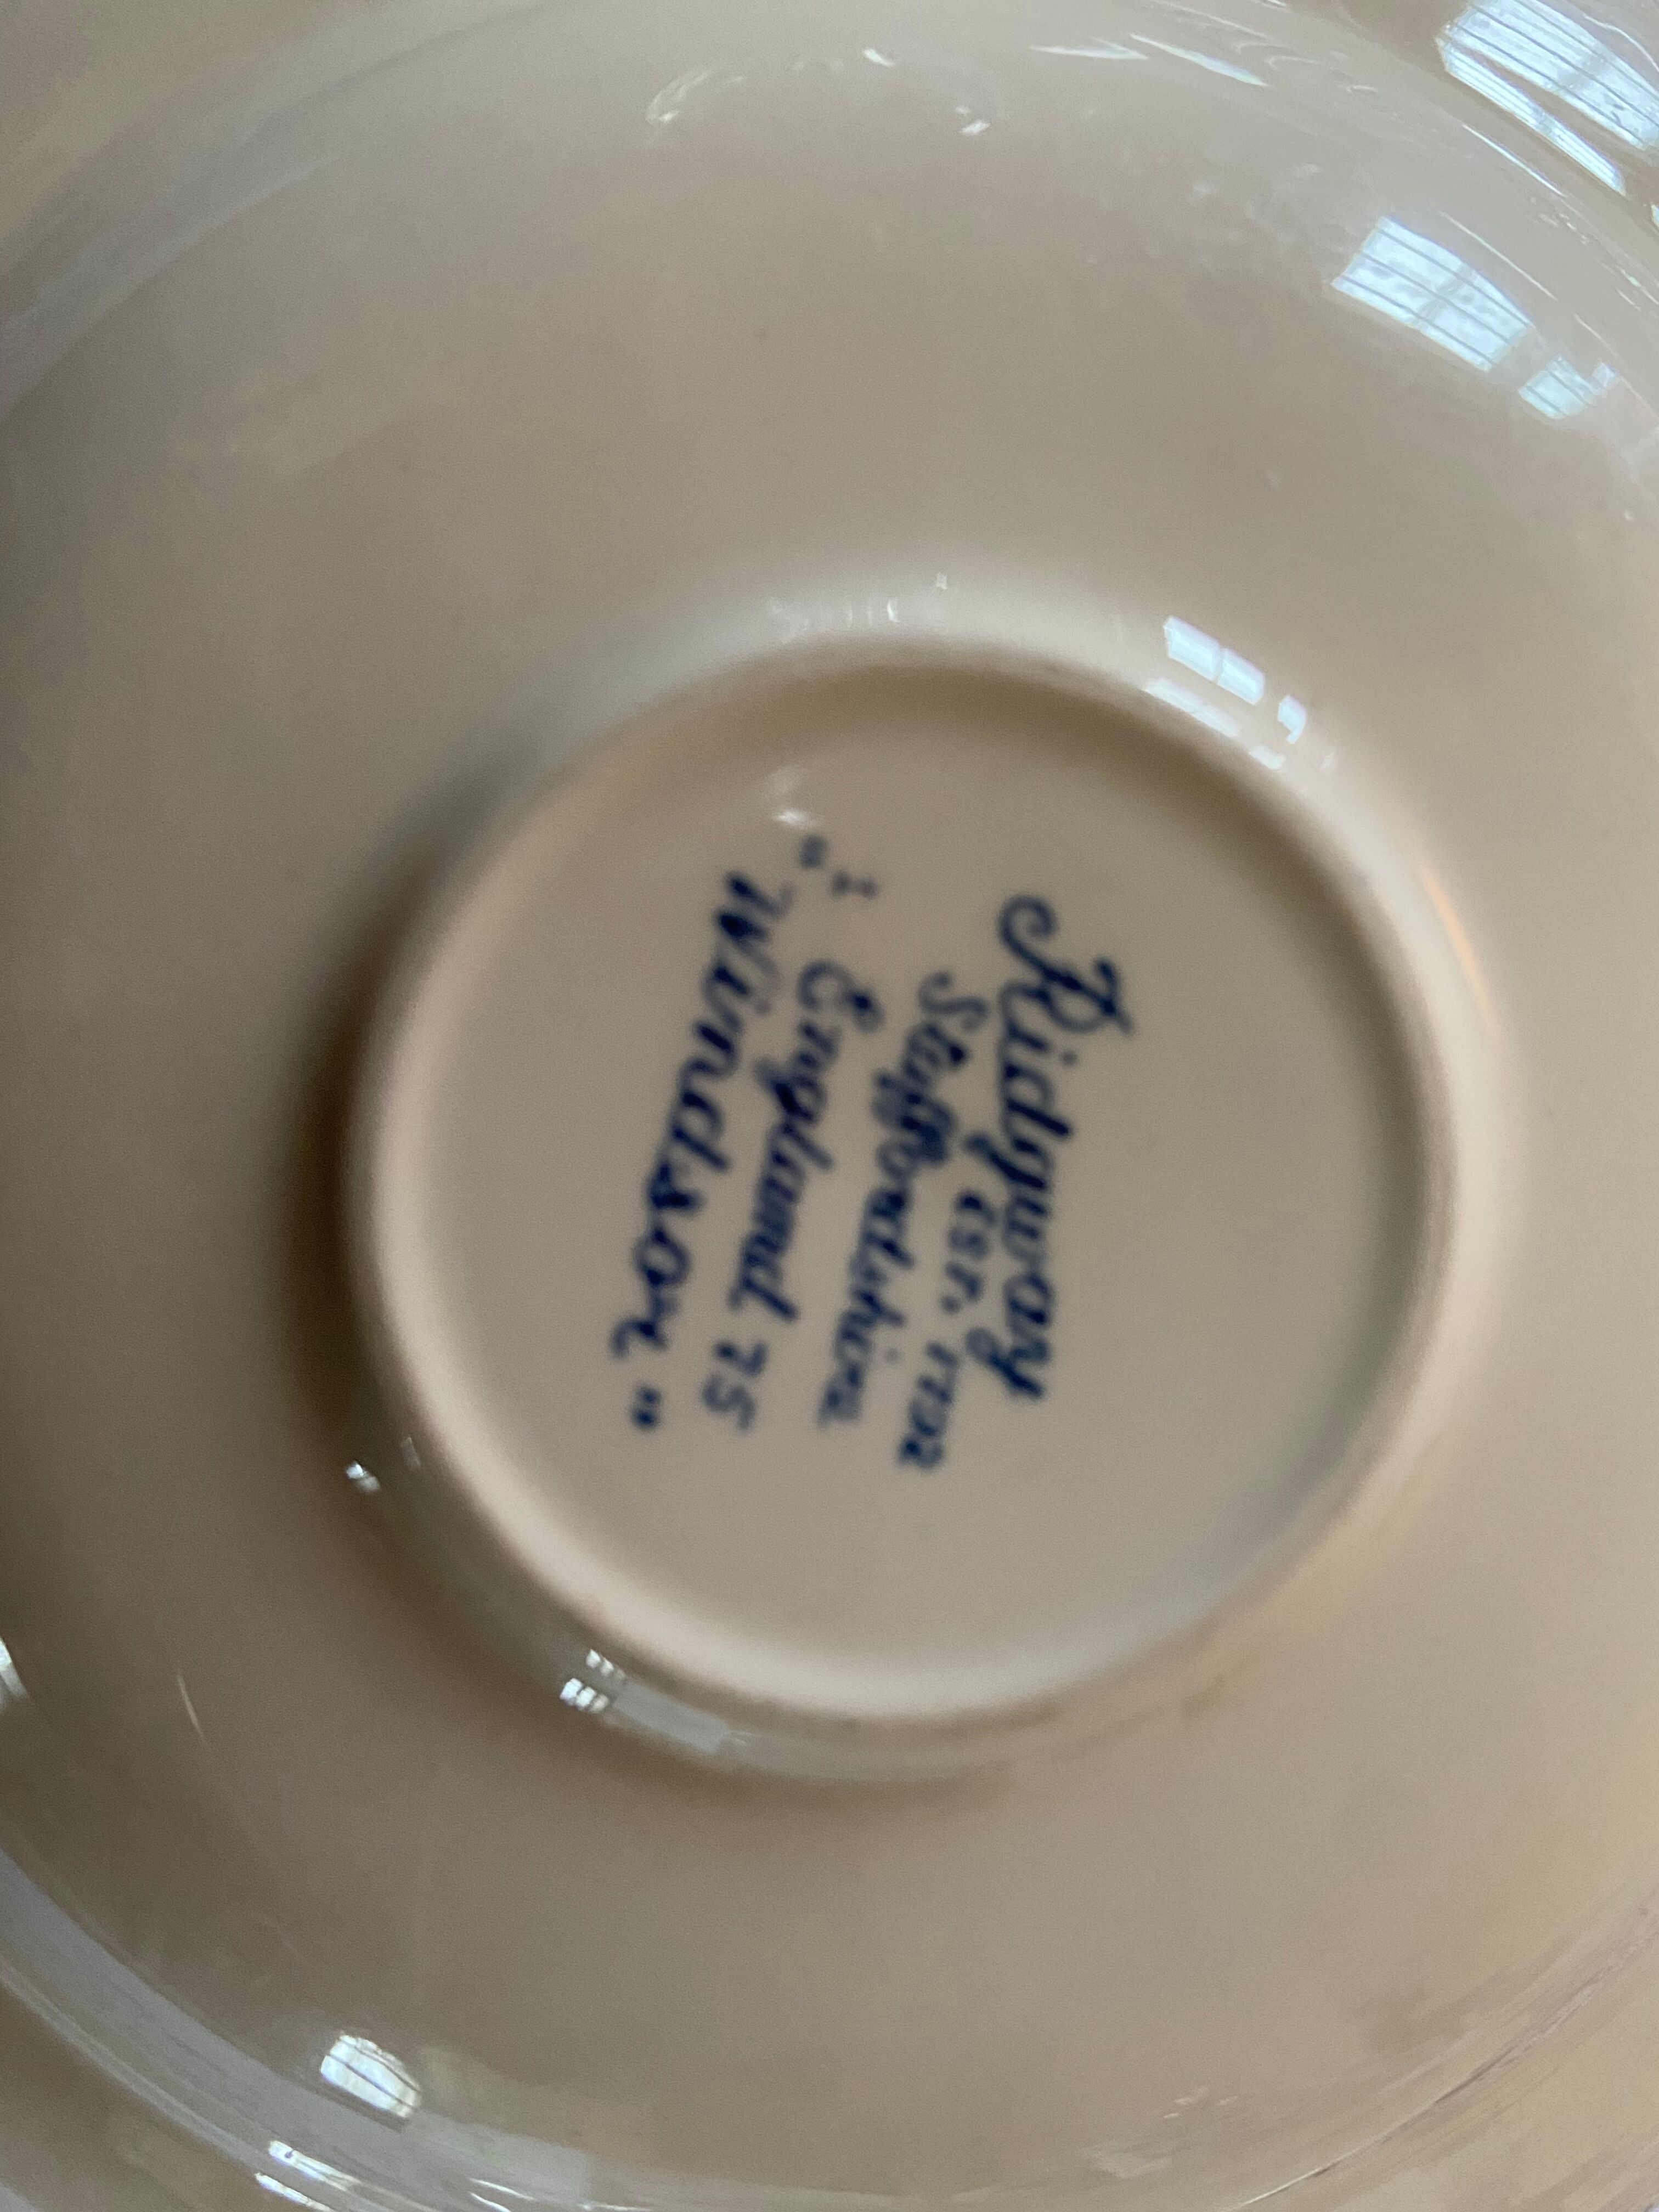 Ridgway
EST. 1792
Staffordshire
I England 75
"Windsor"